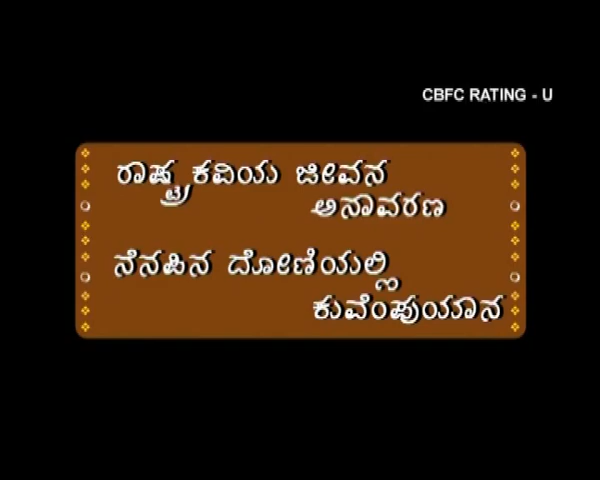 CBFC RATING - U
ರಾಷ್ಟ್ರಕವಿಯ ಜೀವನ
ಅನಾವರಣ
ನೆನಪಿನ ದೋಣಿಯಲ್ಲಿ
ಕುವೆಂಪುಯಾನ